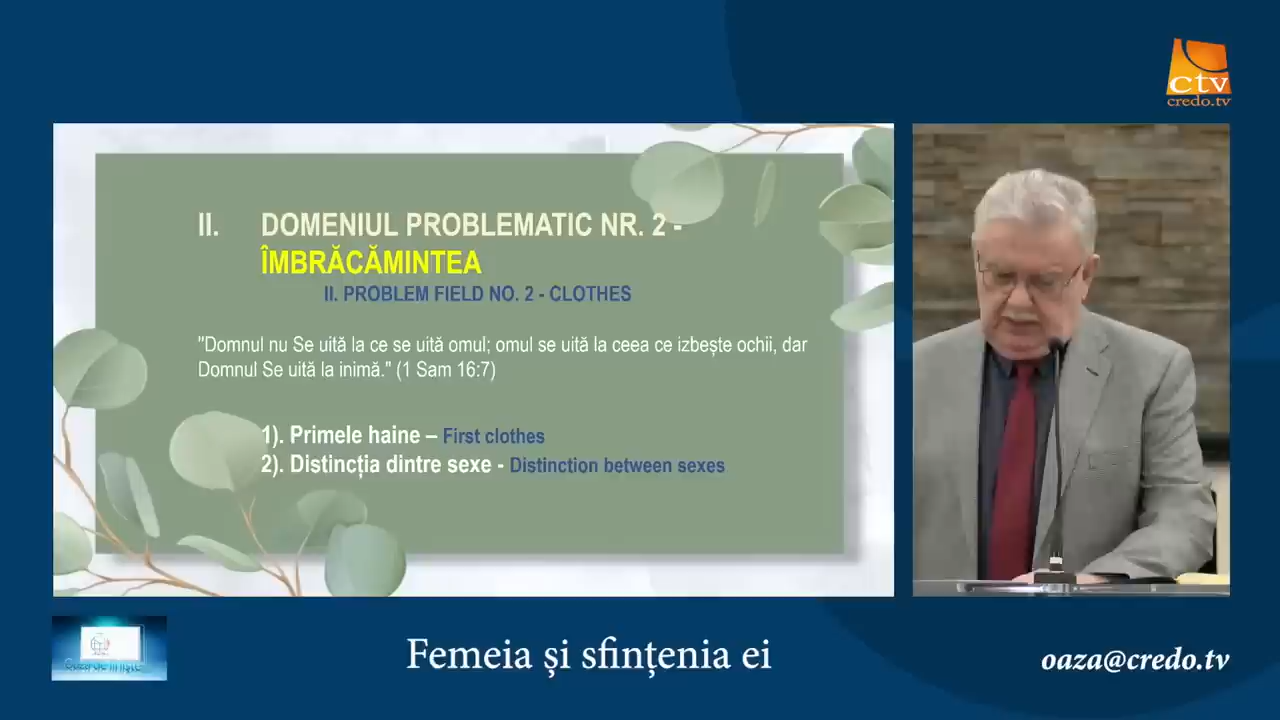 ctv
credo.tv
II. DOMENIUL PROBLEMATIC NR. 2 -
ÎMBRĂCĂMINTEA
II. PROBLEM FIELD NO. 2 - CLOTHES
"Domnul nu Se uită la ce se uită omul; omul se uită la ceea ce izbește ochii, dar
Domnul Se uită la inimă." (1 Sam 16:7)
1). Primele haine – First clothes
2). Distincția dintre sexe - Distinction between sexes
Femeia și sfințenia ei
oaza@credo.tv